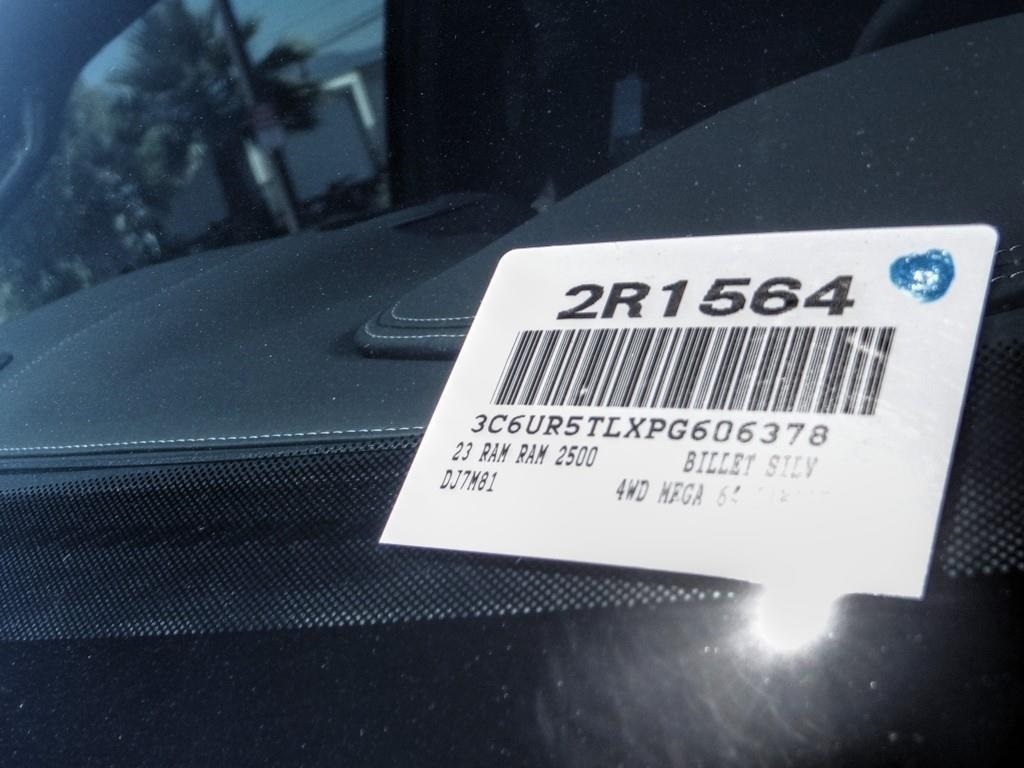 2R1564
3C6UR5TLXPG606378
23 RAM RAM 2500 BILLET SILV
DJ7M81 4WD MEGA